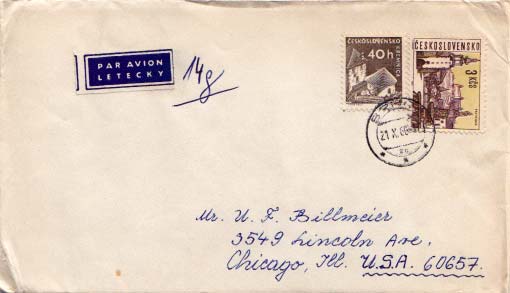 PAR AVION
LETECKY
14g
ČESKOSLOVENSKO
40h
KREMNICA
ČESKOSLOVENSKO
3 Kčs
21.X.66
Mr. U. F. Billmeier
3549 Lincoln Ave,
Chicago, Ill. U.S.A. 60657.